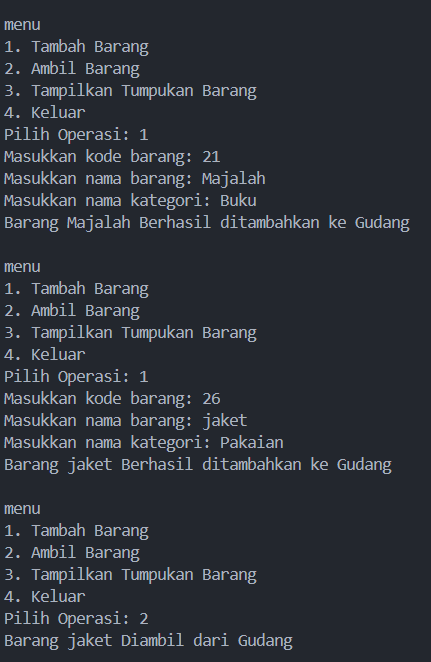 menu
1. Tambah Barang
2. Ambil Barang
3. Tampilkan Tumpukan Barang
4. Keluar
Pilih Operasi: 1
Masukkan kode barang: 21
Masukkan nama barang: Majalah
Masukkan nama kategori: Buku
Barang Majalah Berhasil ditambahkan ke Gudang
menu
1. Tambah Barang
2. Ambil Barang
3. Tampilkan Tumpukan Barang
4. Keluar
Pilih Operasi: 1
Masukkan kode barang: 26
Masukkan nama barang: jaket
Masukkan nama kategori: Pakaian
Barang jaket Berhasil ditambahkan ke Gudang
menu
1. Tambah Barang
2. Ambil Barang
3. Tampilkan Tumpukan Barang
4. Keluar
Pilih Operasi: 2
Barang jaket Diambil dari Gudang